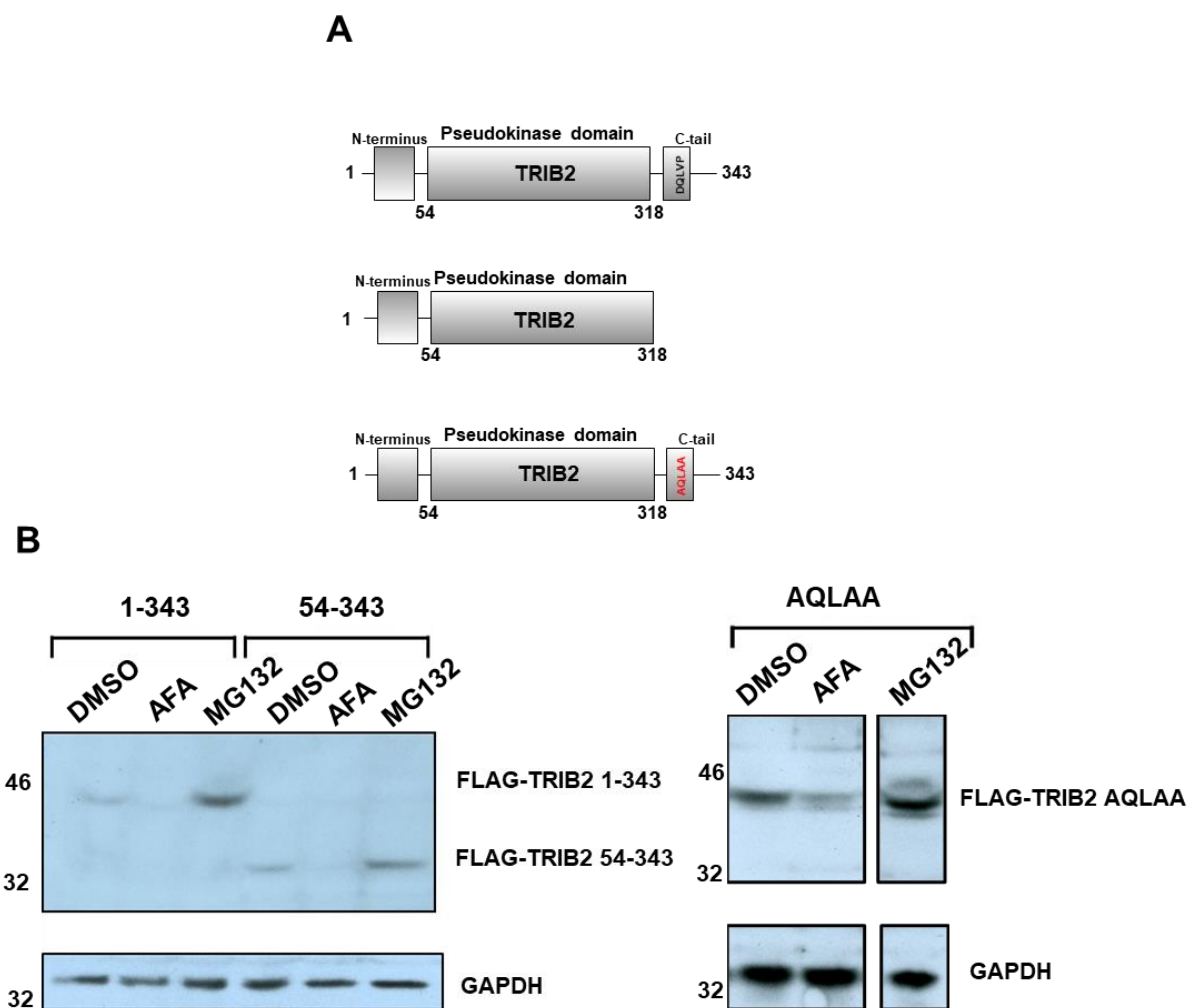 A
N-terminus Pseudokinase domain C-tail
1 TRIB2 DQLVP 343
54 318
N-terminus Pseudokinase domain
1 TRIB2
54 318
N-terminus Pseudokinase domain C-tail
1 TRIB2 AQLAA 343
54 318
B
1-343 54-343
DMSO AFA MG132 DMSO AFA MG132
46 FLAG-TRIB2 1-343
FLAG-TRIB2 54-343
32
GAPDH
32
AQLAA
DMSO AFA MG132
46
FLAG-TRIB2 AQLAA
32
GAPDH
32